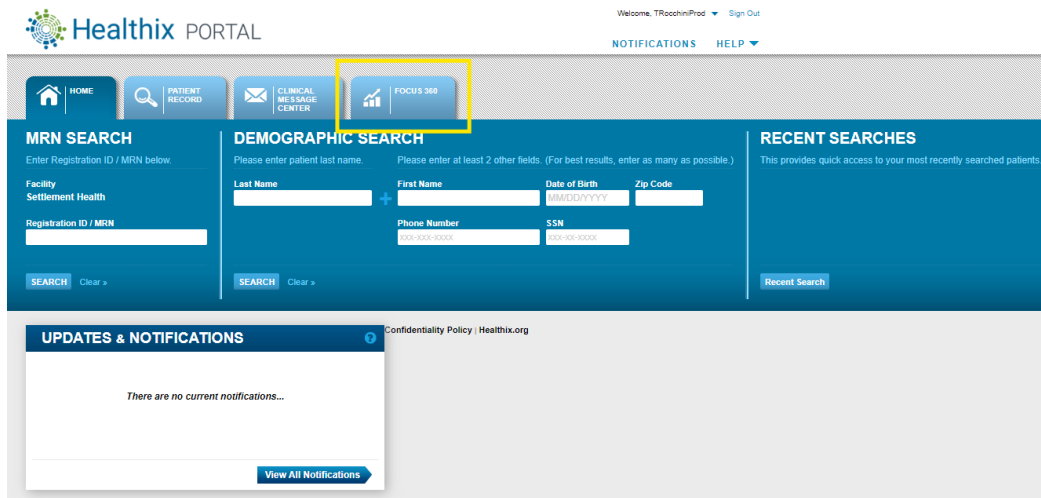 Healthix PORTAL
Welcome, TRocchiniProd Sign Out
NOTIFICATIONS HELP
HOME
PATIENT
RECORD
CLINICAL
MESSAGE
CENTER
FOCUS 360
MRN SEARCH
Enter Registration ID / MRN below.
Facility
Settlement Health
Registration ID / MRN
SEARCH Clear »
DEMOGRAPHIC SEARCH
Please enter patient last name. Please enter at least 2 other fields. (For best results, enter as many as possible.)
Last Name First Name Date of Birth Zip Code
+ MM/DD/YYYY
Phone Number SSN
xxx-xxx-xxxx xxx-xx-xxxx
SEARCH Clear »
RECENT SEARCHES
This provides quick access to your most recently searched patients.
Recent Search
UPDATES & NOTIFICATIONS ?
There are no current notifications...
View All Notifications
Confidentiality Policy | Healthix.org